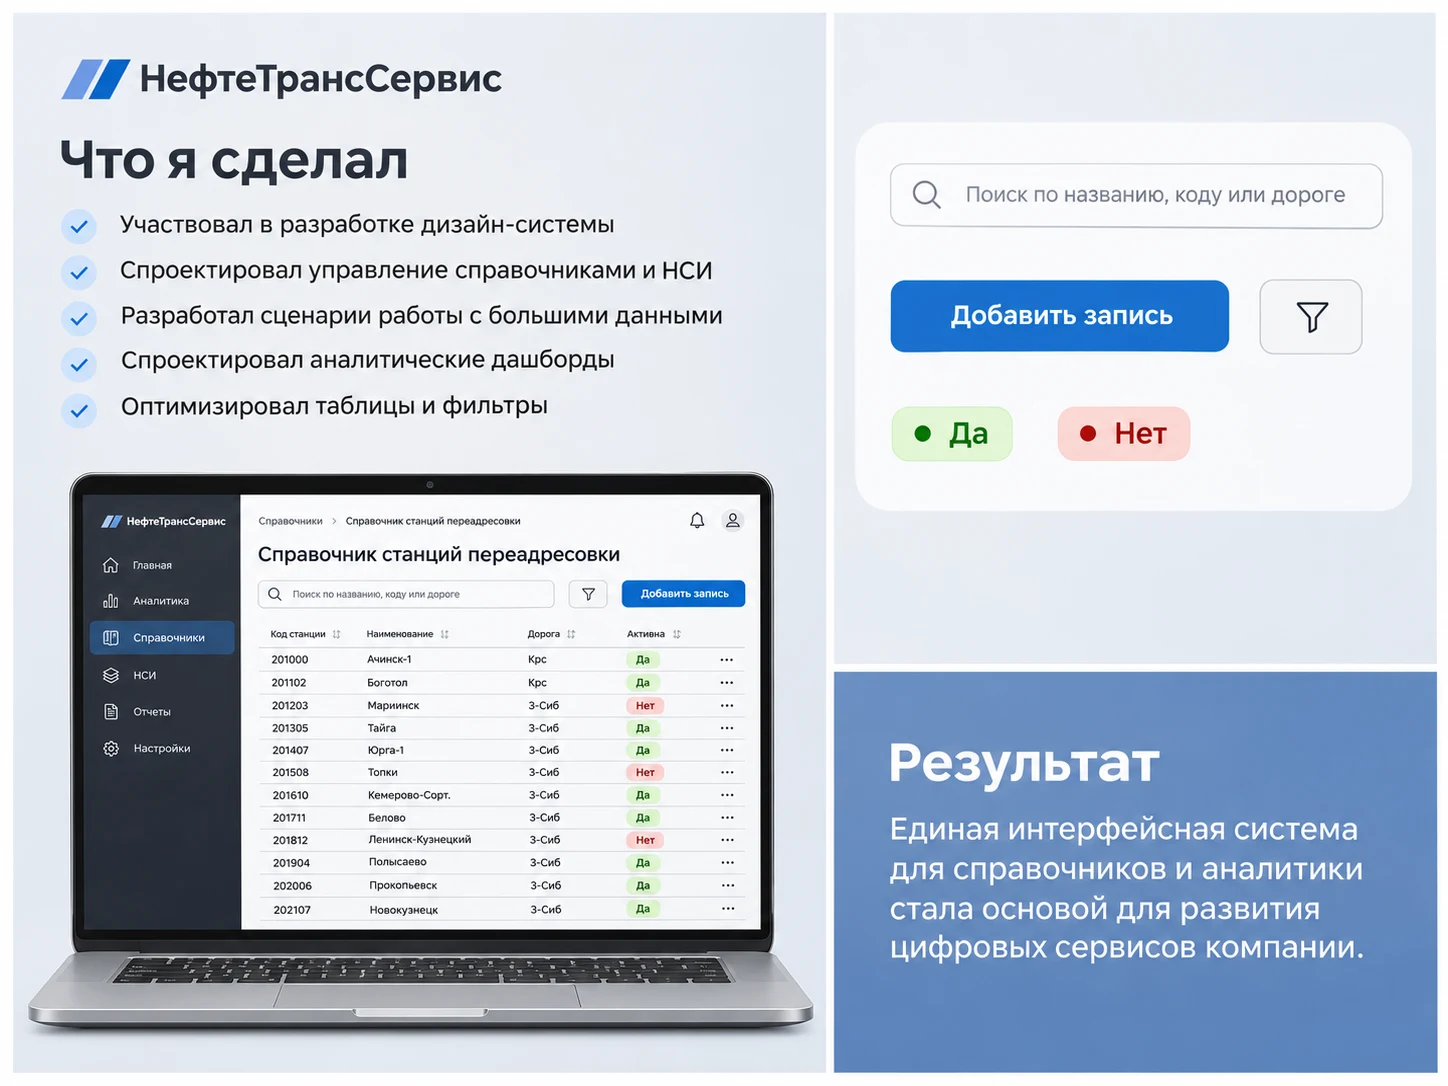 НефтеТрансСервис
Что я сделал
Участвовал в разработке дизайн-системы
Спроектировал управление справочниками и НСИ
Разработал сценарии работы с большими данными
Спроектировал аналитические дашборды
Оптимизировал таблицы и фильтры
НефтеТрансСервис
Главная
Аналитика
Справочники
НСИ
Отчеты
Настройки
Справочники > Справочник станций переадресовки
Справочник станций переадресовки
Поиск по названию, коду или дороге
Добавить запись
Код станции Наименование Дорога Активна
201000 Ачинск-1 Крс Да
201102 Боготол Крс Да
201203 Мариинск З-Сиб Нет
201305 Тайга З-Сиб Да
201407 Юрга-1 З-Сиб Да
201508 Топки З-Сиб Нет
201610 Кемерово-Сорт. З-Сиб Да
201711 Белово З-Сиб Да
201812 Ленинск-Кузнецкий З-Сиб Нет
201904 Полысаево З-Сиб Да
202006 Прокопьевск З-Сиб Да
202107 Новокузнецк З-Сиб Да
Поиск по названию, коду или дороге
Добавить запись
Да Нет
Результат
Единая интерфейсная система
для справочников и аналитики
стала основой для развития
цифровых сервисов компании.